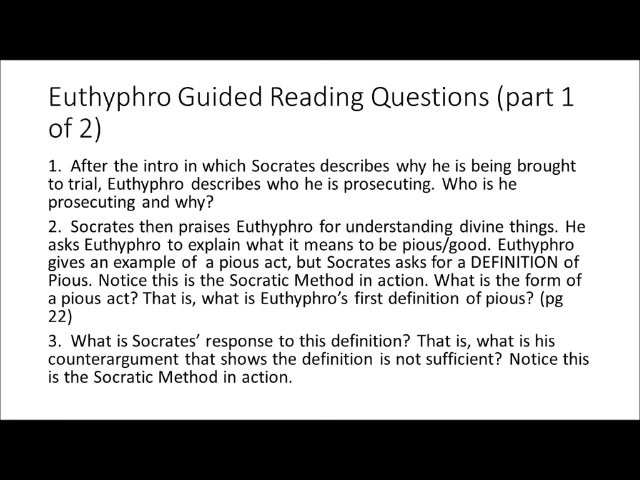 Euthyphro Guided Reading Questions (part 1
of 2)
1. After the intro in which Socrates describes why he is being brought
to trial, Euthyphro describes who he is prosecuting. Who is he
prosecuting and why?
2. Socrates then praises Euthyphro for understanding divine things. He
asks Euthyphro to explain what it means to be pious/good. Euthyphro
gives an example of a pious act, but Socrates asks for a DEFINITION of
Pious. Notice this is the Socratic Method in action. What is the form of
a pious act? That is, what is Euthyphro’s first definition of pious? (pg
22)
3. What is Socrates’ response to this definition? That is, what is his
counterargument that shows the definition is not sufficient? Notice this
is the Socratic Method in action.